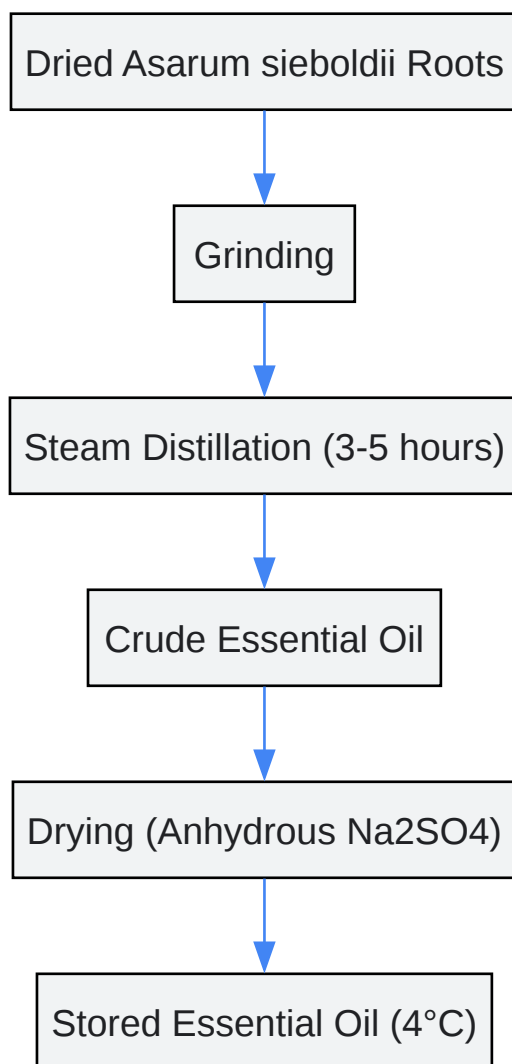 Dried Asarum sieboldii Roots
Grinding
Steam Distillation (3-5 hours)
Crude Essential Oil
Drying (Anhydrous Na2SO4)
Stored Essential Oil (4°C)